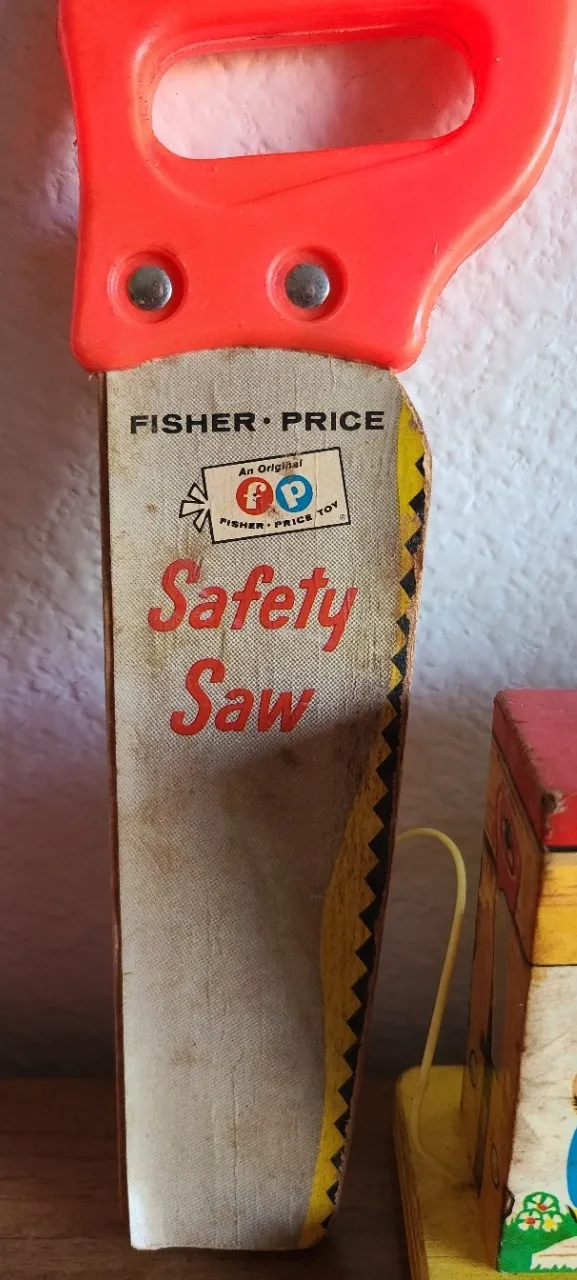 FISHER · PRICE
An Original
fp
FISHER · PRICE TOY
®
Safety
Saw